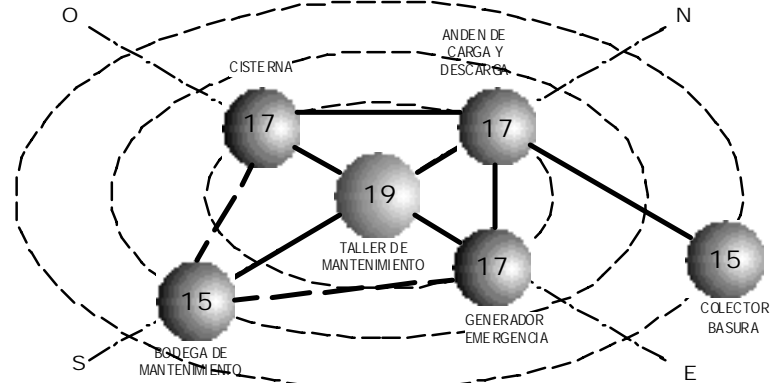 O
N
ANDEN DE
CARGA Y
DESCARGA
CISTERNA
17
17
19
TALLER DE
MANTENIMIENTO
17
15
15
GENERADOR
EMERGENCIA
COLECTOR
BASURA
BODEGA DE
MANTENIMIENTO
S
E